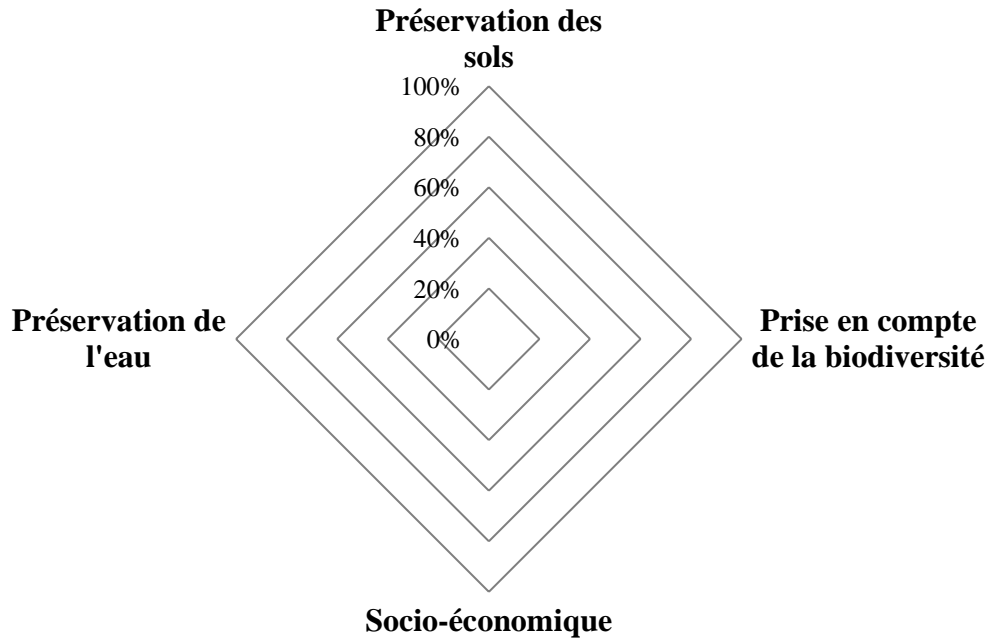 Préservation des
sols
100%
80%
60%
40%
20%
0%
Préservation de
l'eau
Prise en compte
de la biodiversité
Socio-économique